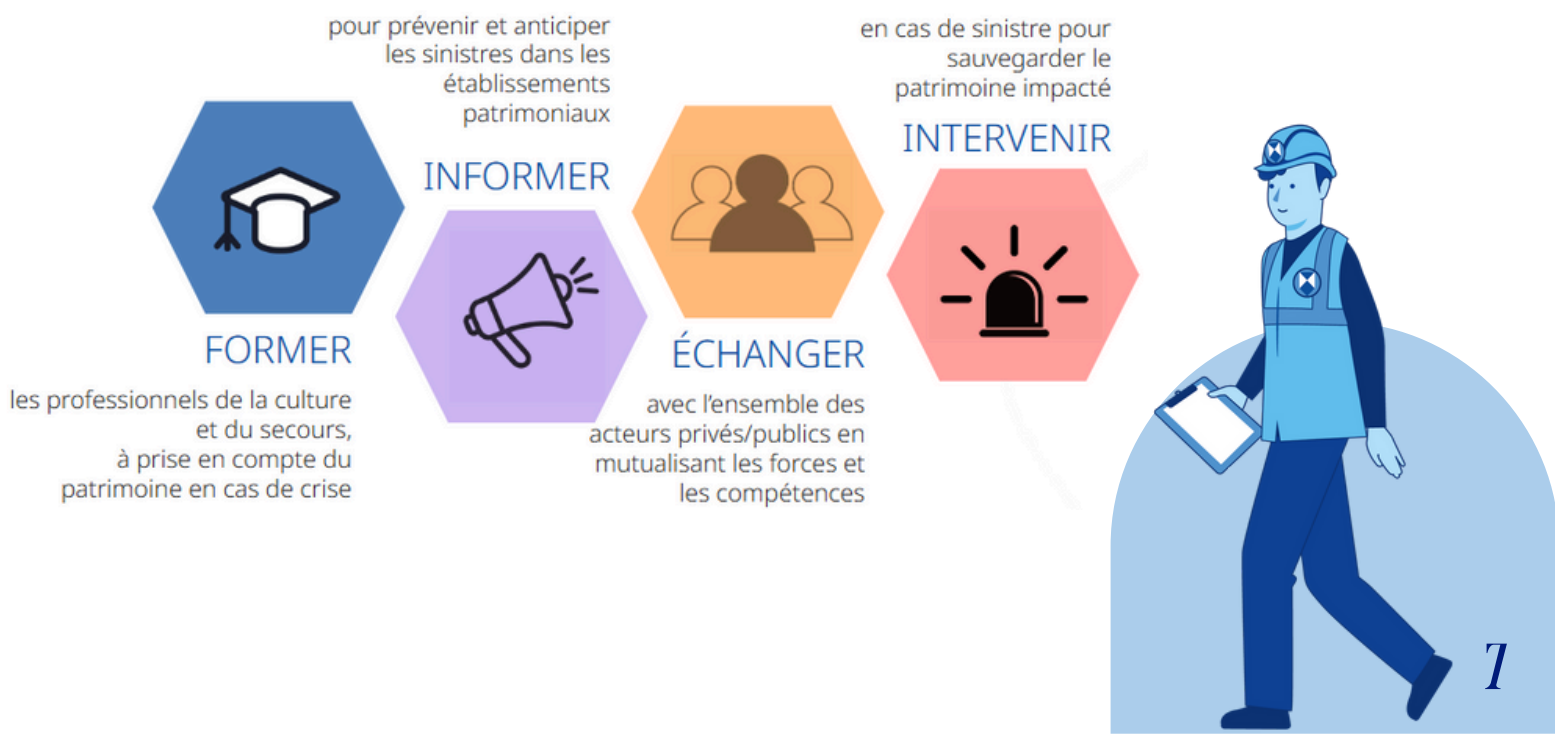 FORMER
les professionnels de la culture
et du secours,
à prise en compte du
patrimoine en cas de crise
pour prévenir et anticiper
les sinistres dans les
établissements
patrimoniaux
INFORMER
ÉCHANGER
avec l'ensemble des
acteurs privés/publics en
mutualisant les forces et
les compétences
en cas de sinistre pour
sauvegarder le
patrimoine impacté
INTERVENIR
7